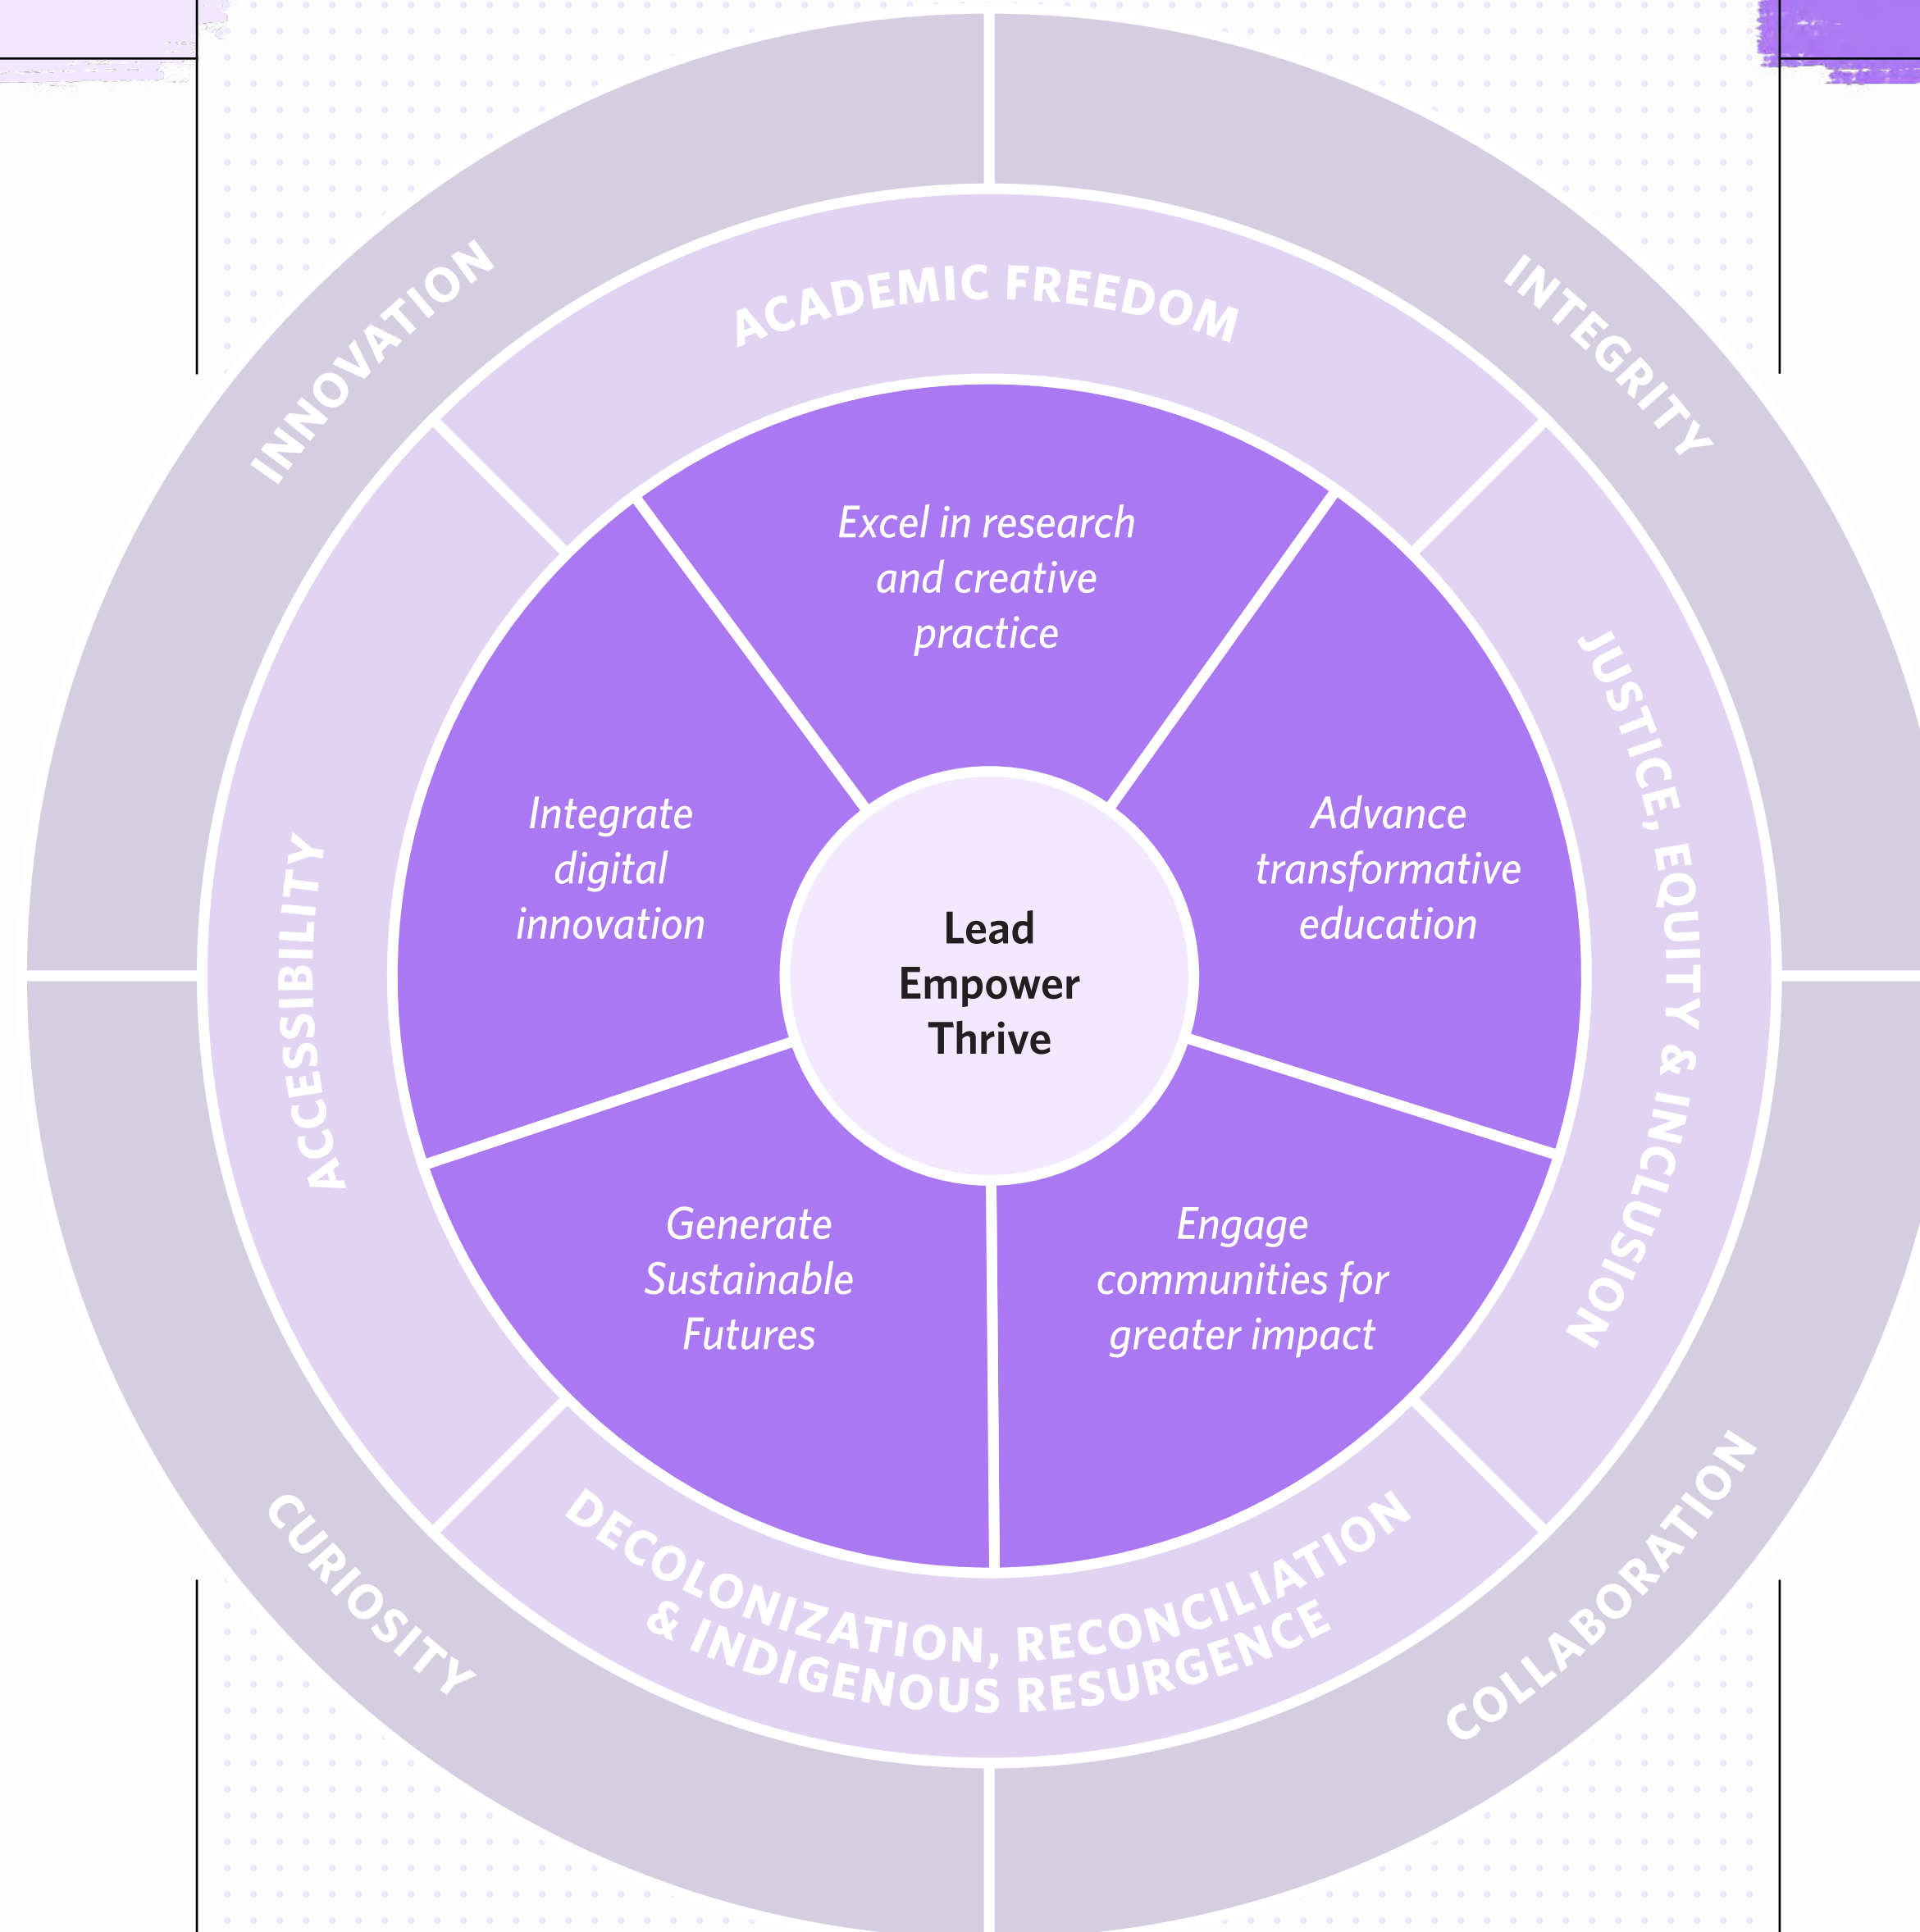 INNOVATION
INTEGRITY
ACADEMIC FREEDOM
Excel in research
and creative
practice
JUSTICE, EQUITY & INCLUSION
Integrate
digital
innovation
Advance
transformative
education
ACCESSIBILITY
Lead
Empower
Thrive
Generate
Sustainable
Futures
Engage
communities for
greater impact
DECOLONIZATION, RECONCILIATION
& INDIGENOUS RESURGENCE
CURIOSITY
COLLABORATION